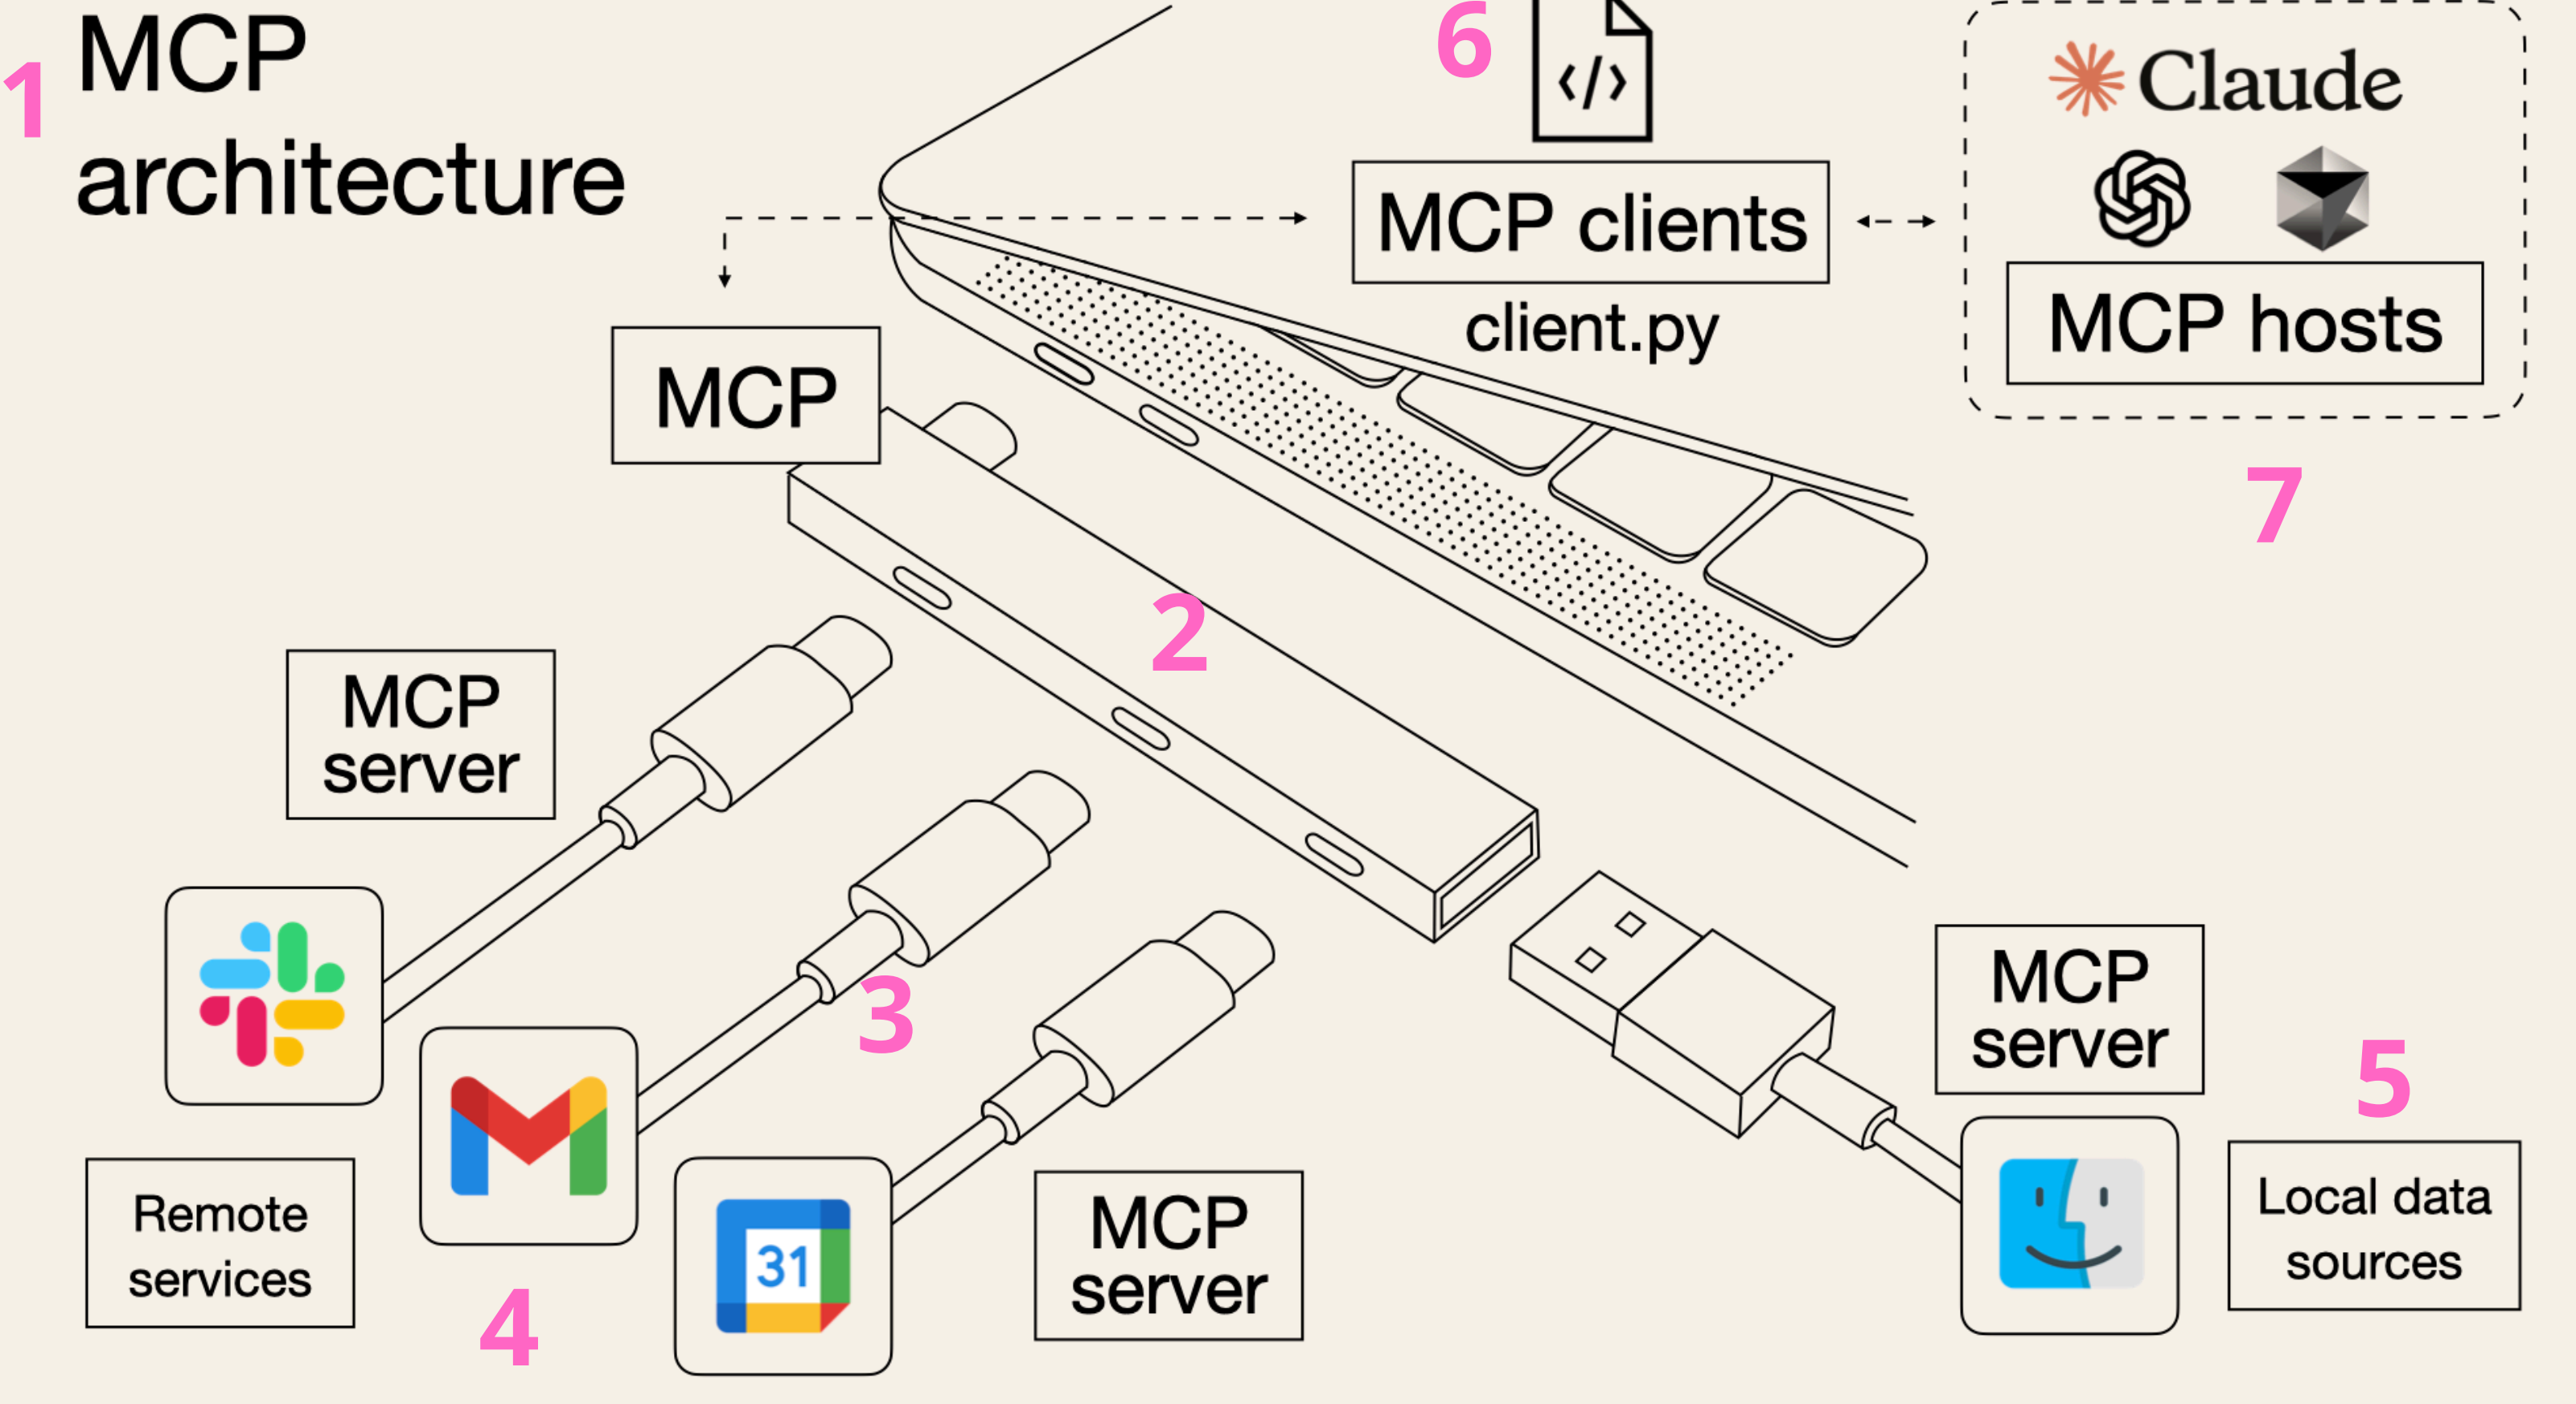 1
MCP
architecture
6
</>
MCP clients
client.py
Claude
MCP hosts
7
MCP
2
MCP
server
3
Remote
services
4
31
MCP
server
MCP
server
5
Local data
sources